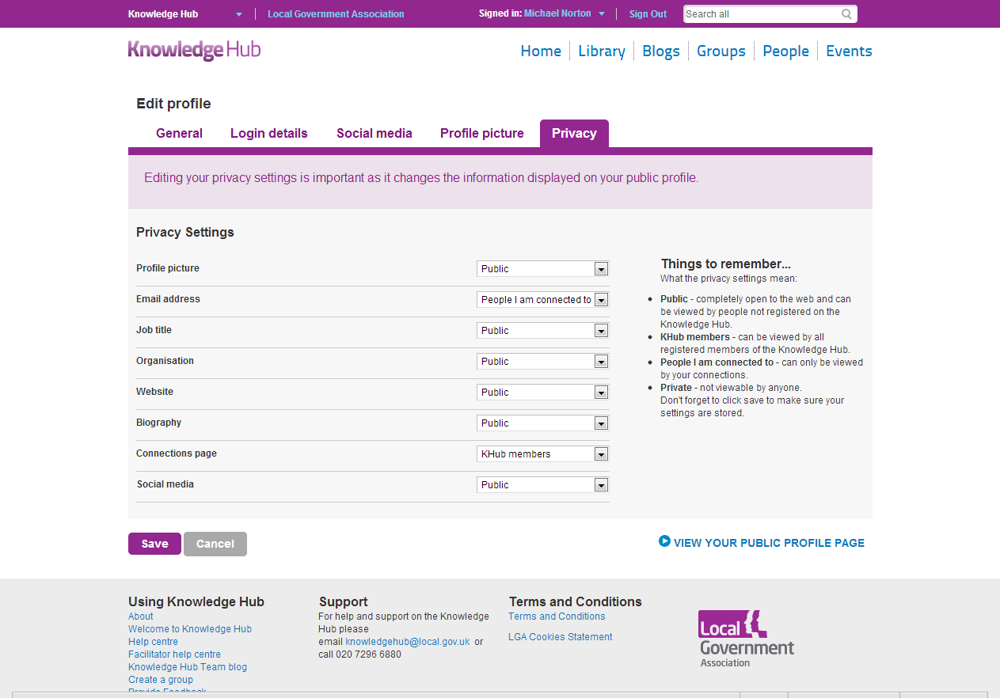 Knowledge Hub Local Government Association Signed in: Michael Norton Sign Out Search all
Knowledge Hub
Home Library Blogs Groups People Events
Edit profile
General Login details Social media Profile picture Privacy
Editing your privacy settings is important as it changes the information displayed on your public profile.
Privacy Settings
Profile picture Public
Email address People I am connected to
Job title Public
Organisation Public
Website Public
Biography Public
Connections page KHub members
Social media Public
Things to remember...
What the privacy settings mean:
Public - completely open to the web and can
be viewed by people not registered on the
Knowledge Hub.
KHub members - can be viewed by all
registered members of the Knowledge Hub.
People I am connected to - can only be viewed
by your connections.
Private - not viewable by anyone.
Don't forget to click save to make sure your
settings are stored.
Save Cancel
VIEW YOUR PUBLIC PROFILE PAGE
Using Knowledge Hub
About
Welcome to Knowledge Hub
Help centre
Facilitator help centre
Knowledge Hub Team blog
Create a group
Provide Feedback
Support
For help and support on the Knowledge
Hub please
email knowledgehub@local.gov.uk or
call 020 7296 6880
Terms and Conditions
Terms and Conditions
LGA Cookies Statement
Local
Government
Association